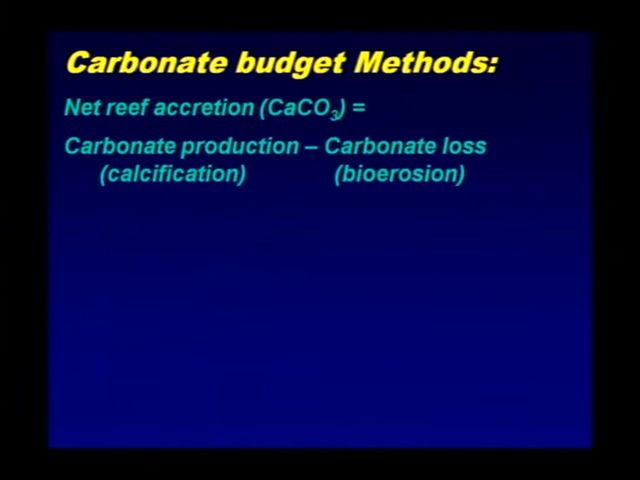 Carbonate budget Methods:
Net reef accretion (CaCO₃) =
Carbonate production – Carbonate loss
(calcification) (bioerosion)